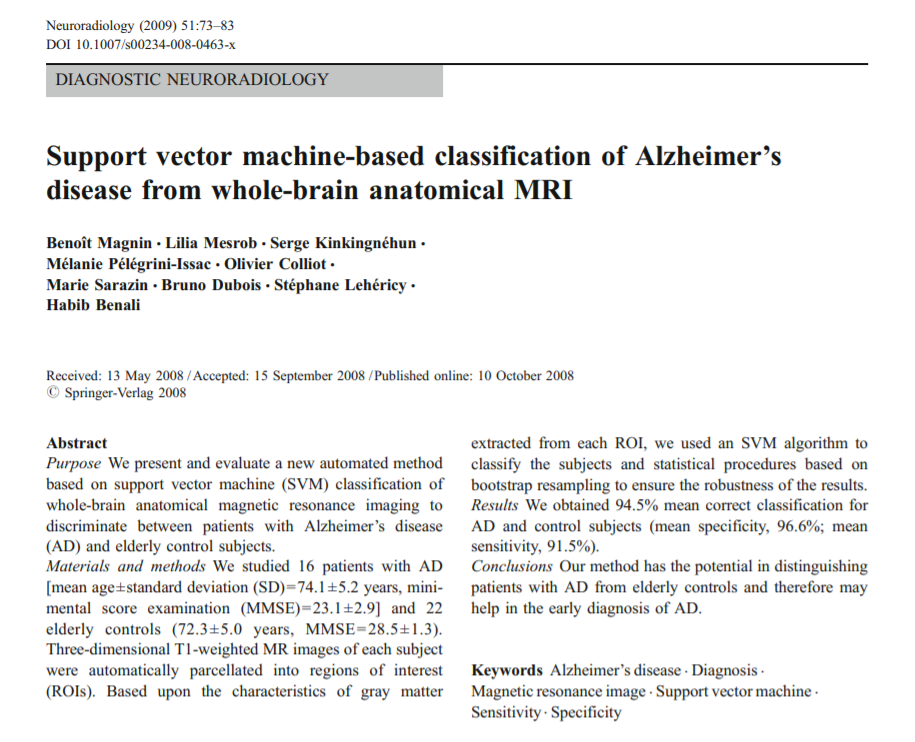 Neuroradiology (2009) 51:73–83
DOI 10.1007/s00234-008-0463-x
DIAGNOSTIC NEURORADIOLOGY
Support vector machine-based classification of Alzheimer's
disease from whole-brain anatomical MRI
Benoît Magnin · Lilia Mesrob · Serge Kinkingnéhun ·
Mélanie Pélégrini-Issac · Olivier Colliot ·
Marie Sarazin · Bruno Dubois · Stéphane Lehéricy ·
Habib Benali
Received: 13 May 2008 / Accepted: 15 September 2008 / Published online: 10 October 2008
© Springer-Verlag 2008
Abstract
Purpose We present and evaluate a new automated method
based on support vector machine (SVM) classification of
whole-brain anatomical magnetic resonance imaging to
discriminate between patients with Alzheimer's disease
(AD) and elderly control subjects.
Materials and methods We studied 16 patients with AD
[mean age±standard deviation (SD)=74.1±5.2 years, mini-
mental score examination (MMSE)=23.1±2.9] and 22
elderly controls (72.3±5.0 years, MMSE=28.5±1.3).
Three-dimensional T1-weighted MR images of each subject
were automatically parcellated into regions of interest
(ROIs). Based upon the characteristics of gray matter
extracted from each ROI, we used an SVM algorithm to
classify the subjects and statistical procedures based on
bootstrap resampling to ensure the robustness of the results.
Results We obtained 94.5% mean correct classification for
AD and control subjects (mean specificity, 96.6%; mean
sensitivity, 91.5%).
Conclusions Our method has the potential in distinguishing
patients with AD from elderly controls and therefore may
help in the early diagnosis of AD.
Keywords Alzheimer's disease · Diagnosis ·
Magnetic resonance image · Support vector machine ·
Sensitivity · Specificity